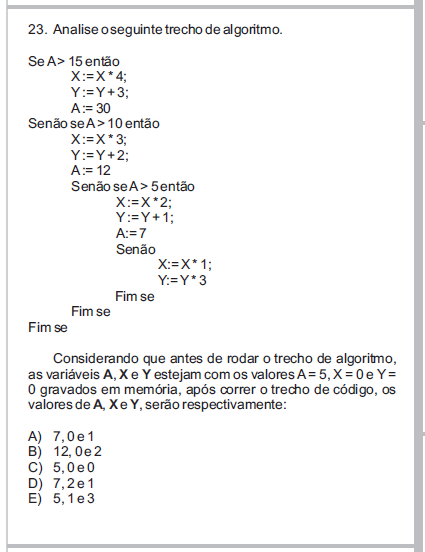 23. Analise o seguinte trecho de algoritmo.
Se A> 15 então
X:= X * 4;
Y:= Y + 3;
A:= 30
Senão se A > 10 então
X:= X * 3;
Y:= Y + 2;
A:= 12
Senão se A > 5 então
X:= X * 2;
Y:= Y + 1;
A:= 7
Senão
X:= X * 1;
Y:= Y * 3
Fim se
Fim se
Fim se
Considerando que antes de rodar o trecho de algoritmo,
as variáveis A, X e Y estejam com os valores A = 5, X = 0 e Y =
0 gravados em memória, após correr o trecho de código, os
valores de A, X e Y, serão respectivamente:
A) 7, 0 e 1
B) 12, 0 e 2
C) 5, 0 e 0
D) 7, 2 e 1
E) 5, 1 e 3